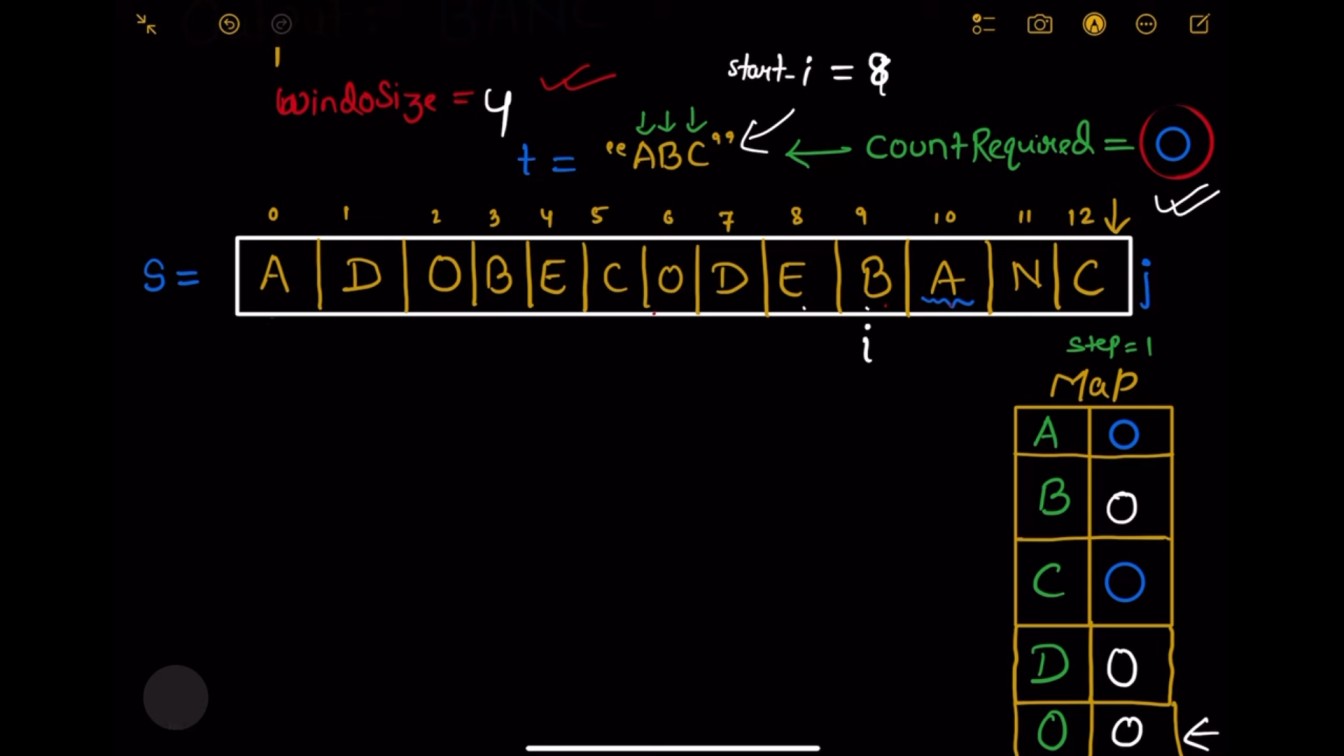 start_i = 8
windoSize = 4
t = "ABC" ← countRequired = 0
0 1 2 3 4 5 6 7 8 9 10 11 12
S = A D O B E C O D E B A N C j
i
step=1
Map
A 0
B 0
C 0
D 0
O 0